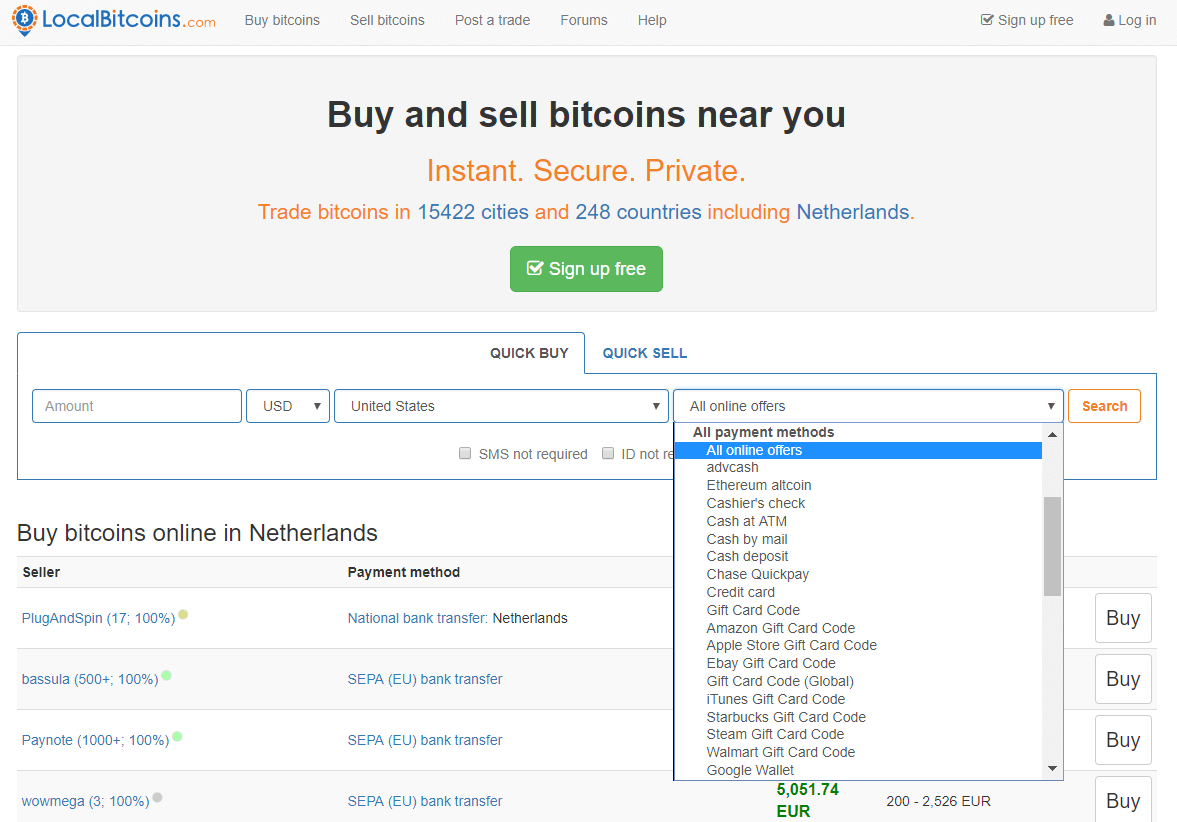 LocalBitcoins.com Buy bitcoins Sell bitcoins Post a trade Forums Help Sign up free Log in
Buy and sell bitcoins near you
Instant. Secure. Private.
Trade bitcoins in 15422 cities and 248 countries including Netherlands.
Sign up free
QUICK BUY QUICK SELL
Amount USD United States All online offers Search
SMS not required ID not re
All payment methods
All online offers
advcash
Ethereum altcoin
Cashier's check
Cash at ATM
Cash by mail
Cash deposit
Chase Quickpay
Credit card
Gift Card Code
Amazon Gift Card Code
Apple Store Gift Card Code
Ebay Gift Card Code
Gift Card Code (Global)
iTunes Gift Card Code
Starbucks Gift Card Code
Steam Gift Card Code
Walmart Gift Card Code
Google Wallet
Buy bitcoins online in Netherlands
Seller Payment method
PlugAndSpin (17; 100%) National bank transfer: Netherlands Buy
bassula (500+; 100%) SEPA (EU) bank transfer Buy
Paynote (1000+; 100%) SEPA (EU) bank transfer Buy
wowmega (3; 100%) SEPA (EU) bank transfer 5,051.74 EUR 200 - 2,526 EUR Buy